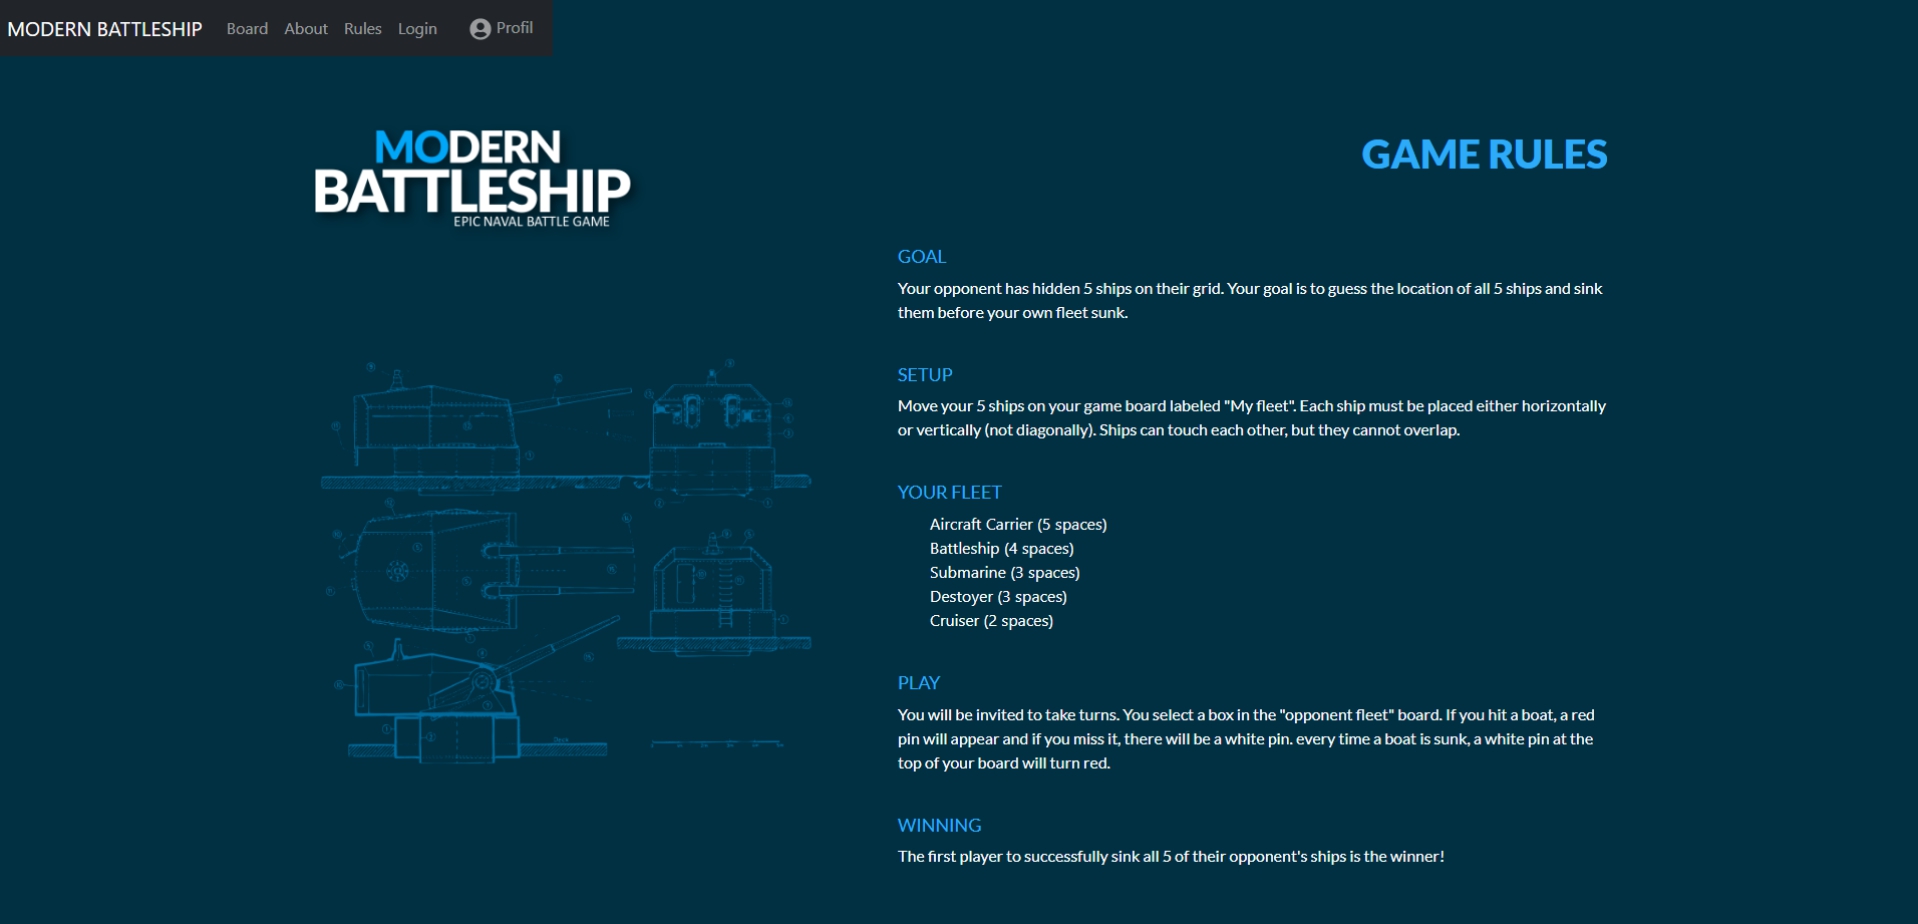 MODERN BATTLESHIP Board About Rules Login Profil
MODERN
BATTLESHIP
EPIC NAVAL BATTLE GAME
GAME RULES
GOAL
Your opponent has hidden 5 ships on their grid. Your goal is to guess the location of all 5 ships and sink
them before your own fleet sunk.
SETUP
Move your 5 ships on your game board labeled "My fleet". Each ship must be placed either horizontally
or vertically (not diagonally). Ships can touch each other, but they cannot overlap.
YOUR FLEET
Aircraft Carrier (5 spaces)
Battleship (4 spaces)
Submarine (3 spaces)
Destoyer (3 spaces)
Cruiser (2 spaces)
PLAY
You will be invited to take turns. You select a box in the "opponent fleet" board. If you hit a boat, a red
pin will appear and if you miss it, there will be a white pin. every time a boat is sunk, a white pin at the
top of your board will turn red.
WINNING
The first player to successfully sink all 5 of their opponent's ships is the winner!